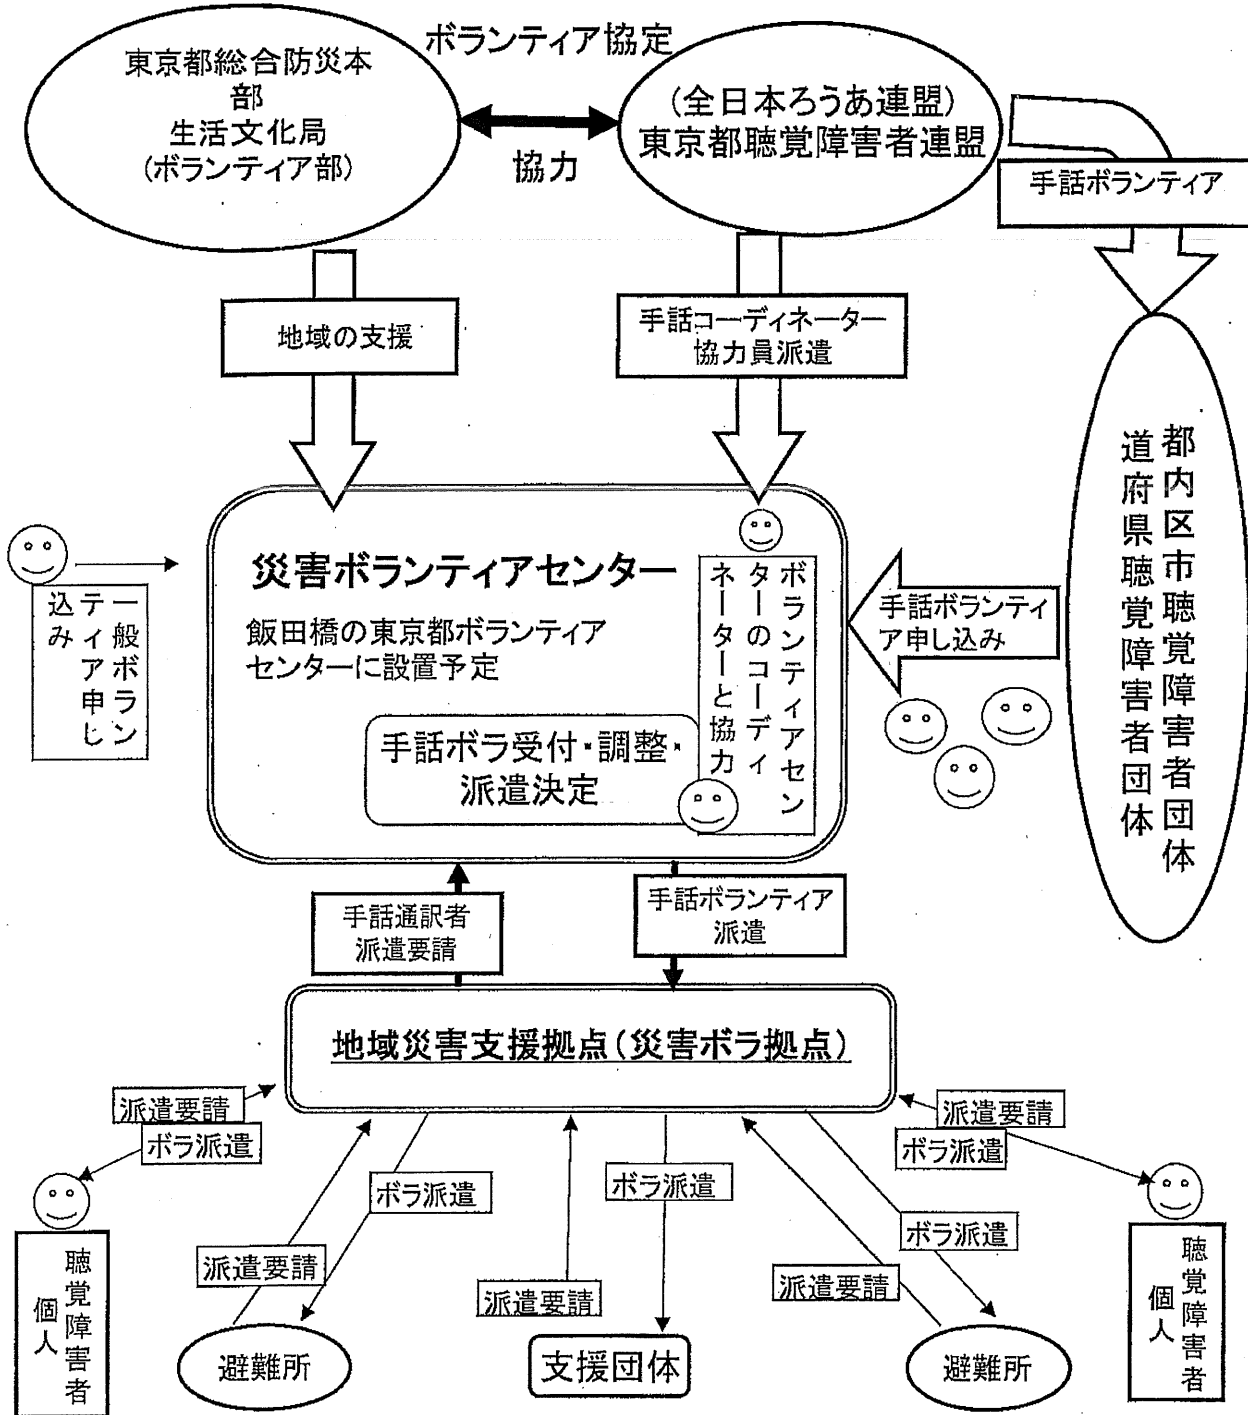 ボランティア協定
東京都総合防災本
部
生活文化局
(ボランティア部)
協力
(全日本ろうあ連盟)
東京都聴覚障害者連盟
手話ボランティア
地域の支援
手話コーディネーター
協力員派遣
都内区市聴覚障害者団体
道府県聴覚障害者団体
一般ボラン
ティア申し
込み
災害ボランティアセンター
飯田橋の東京都ボランティア
センターに設置予定
手話ボラ受付・調整・
派遣決定
ボランティアセン
ターのコーディ
ネーターと協力
手話ボランティ
ア申し込み
手話通訳者
派遣要請
手話ボランティア
派遣
地域災害支援拠点(災害ボラ拠点)
派遣要請
ボラ派遣
派遣要請
ボラ派遣
ボラ派遣
派遣要請
ボラ派遣
派遣要請
ボラ派遣
派遣要請
聴覚障害者
個人
避難所
支援団体
避難所
聴覚障害者
個人